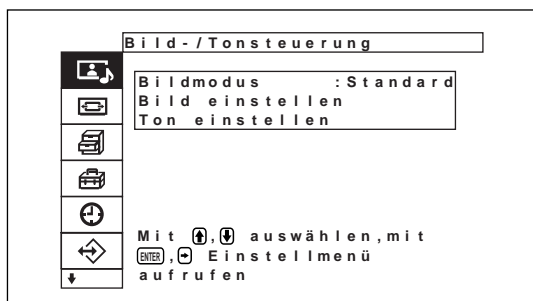 Bild-/Tonsteuerung
Bildmodus :Standard
Bild einstellen
Ton einstellen
Mit ↑,↓ auswählen,mit
ENTER,→ Einstellmenü
aufrufen